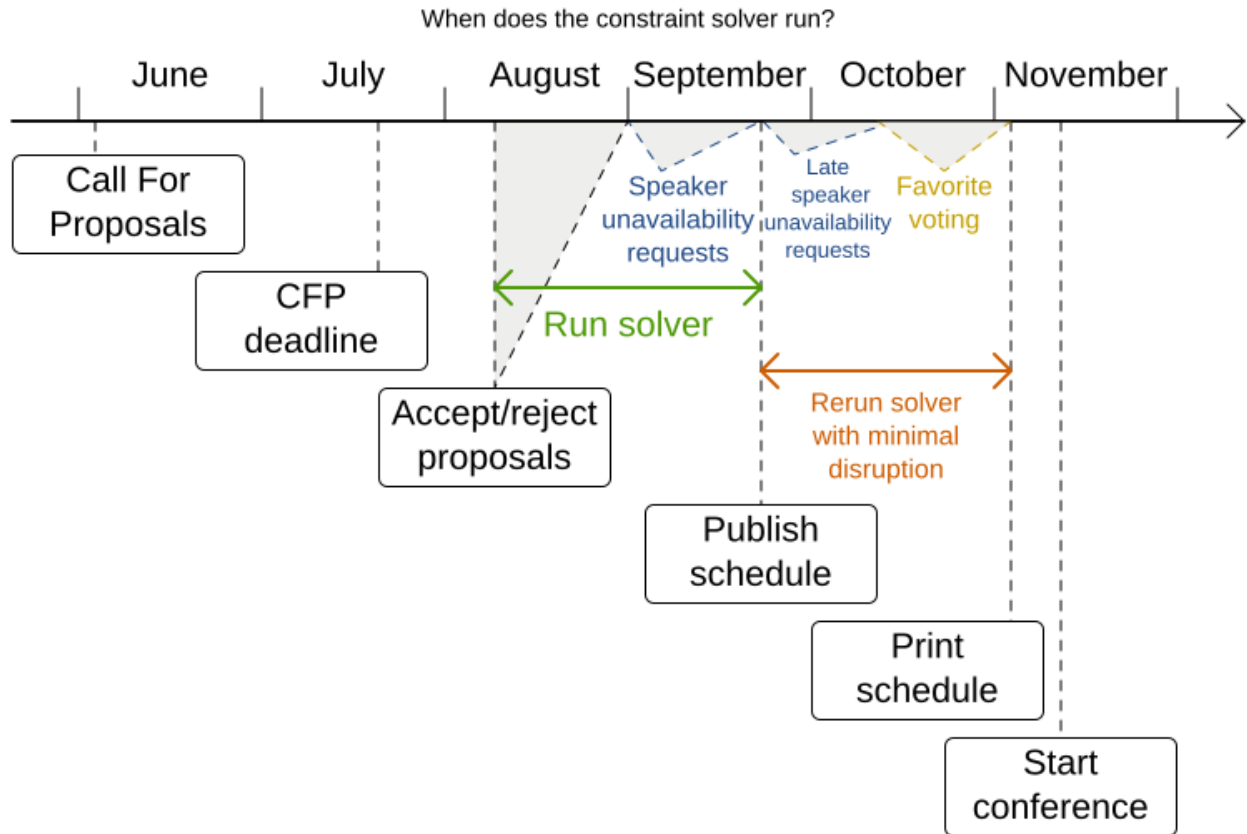 When does the constraint solver run?
June
July
August
September
October
November
Call For
Proposals
CFP
deadline
Accept/reject
proposals
Speaker
unavailability
requests
Late
speaker
unavailability
requests
Favorite
voting
Run solver
Rerun solver
with minimal
disruption
Publish
schedule
Print
schedule
Start
conference